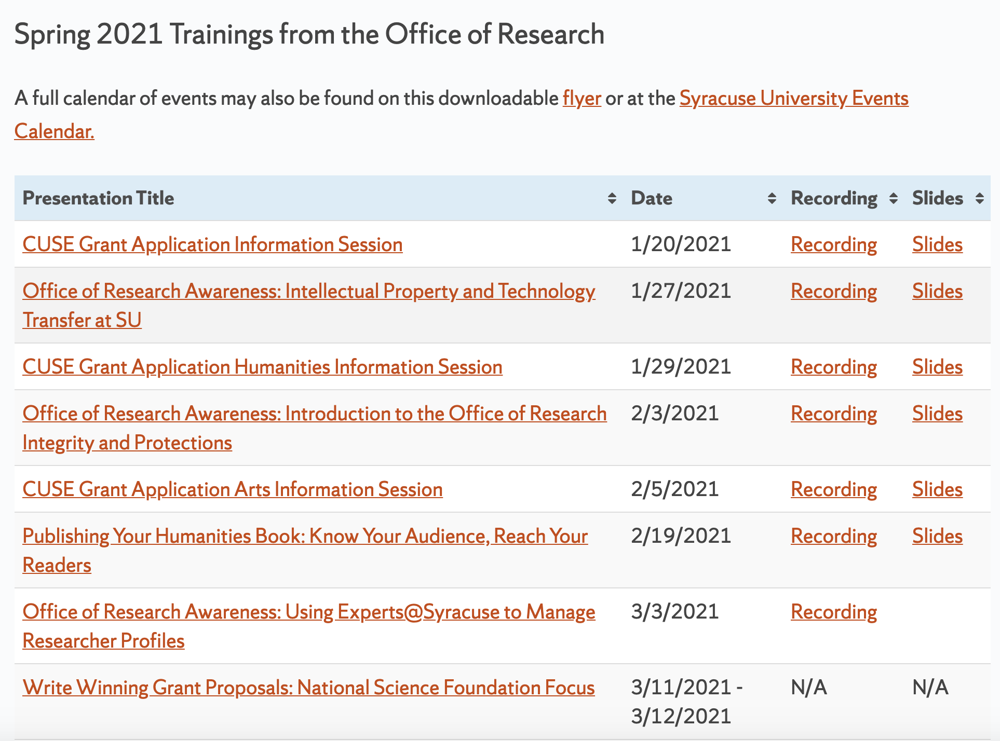 Spring 2021 Trainings from the Office of Research
A full calendar of events may also be found on this downloadable flyer or at the Syracuse University Events
Calendar.
Presentation Title Date Recording Slides
CUSE Grant Application Information Session 1/20/2021 Recording Slides
Office of Research Awareness: Intellectual Property and Technology 1/27/2021 Recording Slides
Transfer at SU
CUSE Grant Application Humanities Information Session 1/29/2021 Recording Slides
Office of Research Awareness: Introduction to the Office of Research 2/3/2021 Recording Slides
Integrity and Protections
CUSE Grant Application Arts Information Session 2/5/2021 Recording Slides
Publishing Your Humanities Book: Know Your Audience, Reach Your 2/19/2021 Recording Slides
Readers
Office of Research Awareness: Using Experts@Syracuse to Manage 3/3/2021 Recording
Researcher Profiles
Write Winning Grant Proposals: National Science Foundation Focus 3/11/2021 - N/A N/A
3/12/2021